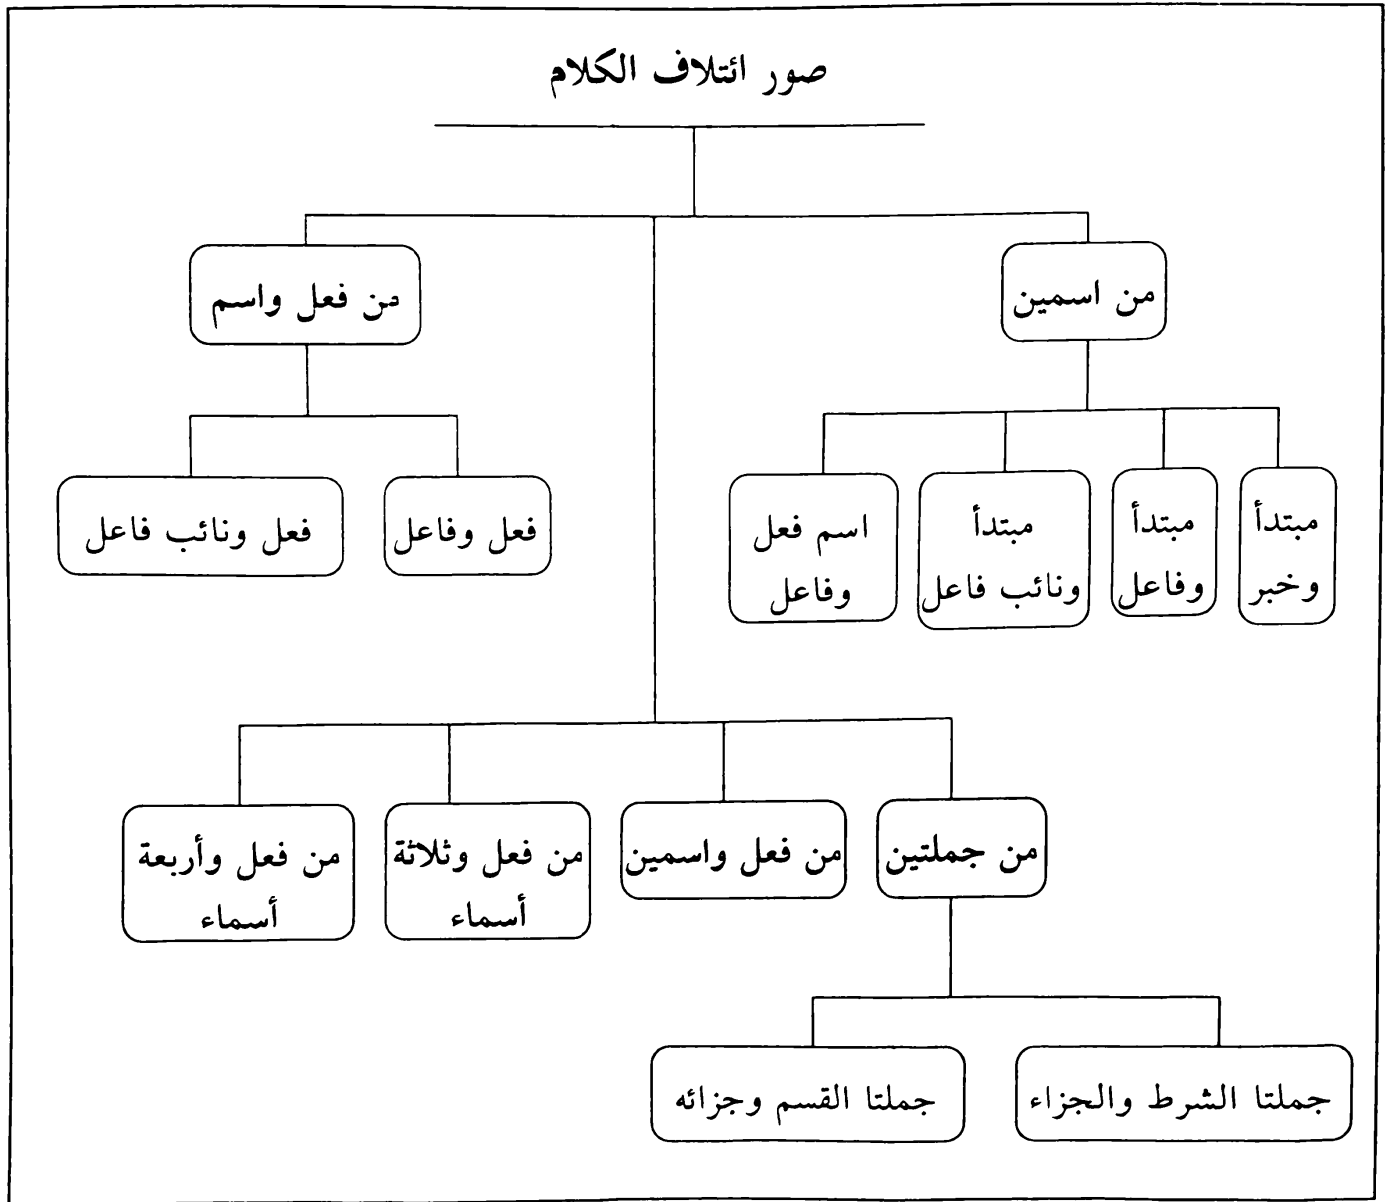 صور ائتلاف الكلام
من اسمين
من فعل واسم
مبتدأ
وخبر
مبتدأ
وفاعل
مبتدأ
ونائب فاعل
اسم فعل
وفاعل
فعل وفاعل
فعل ونائب فاعل
من جملتين
من فعل واسمين
من فعل وثلاثة
أسماء
من فعل وأربعة
أسماء
جملتا الشرط والجزاء
جملتا القسم وجزائه